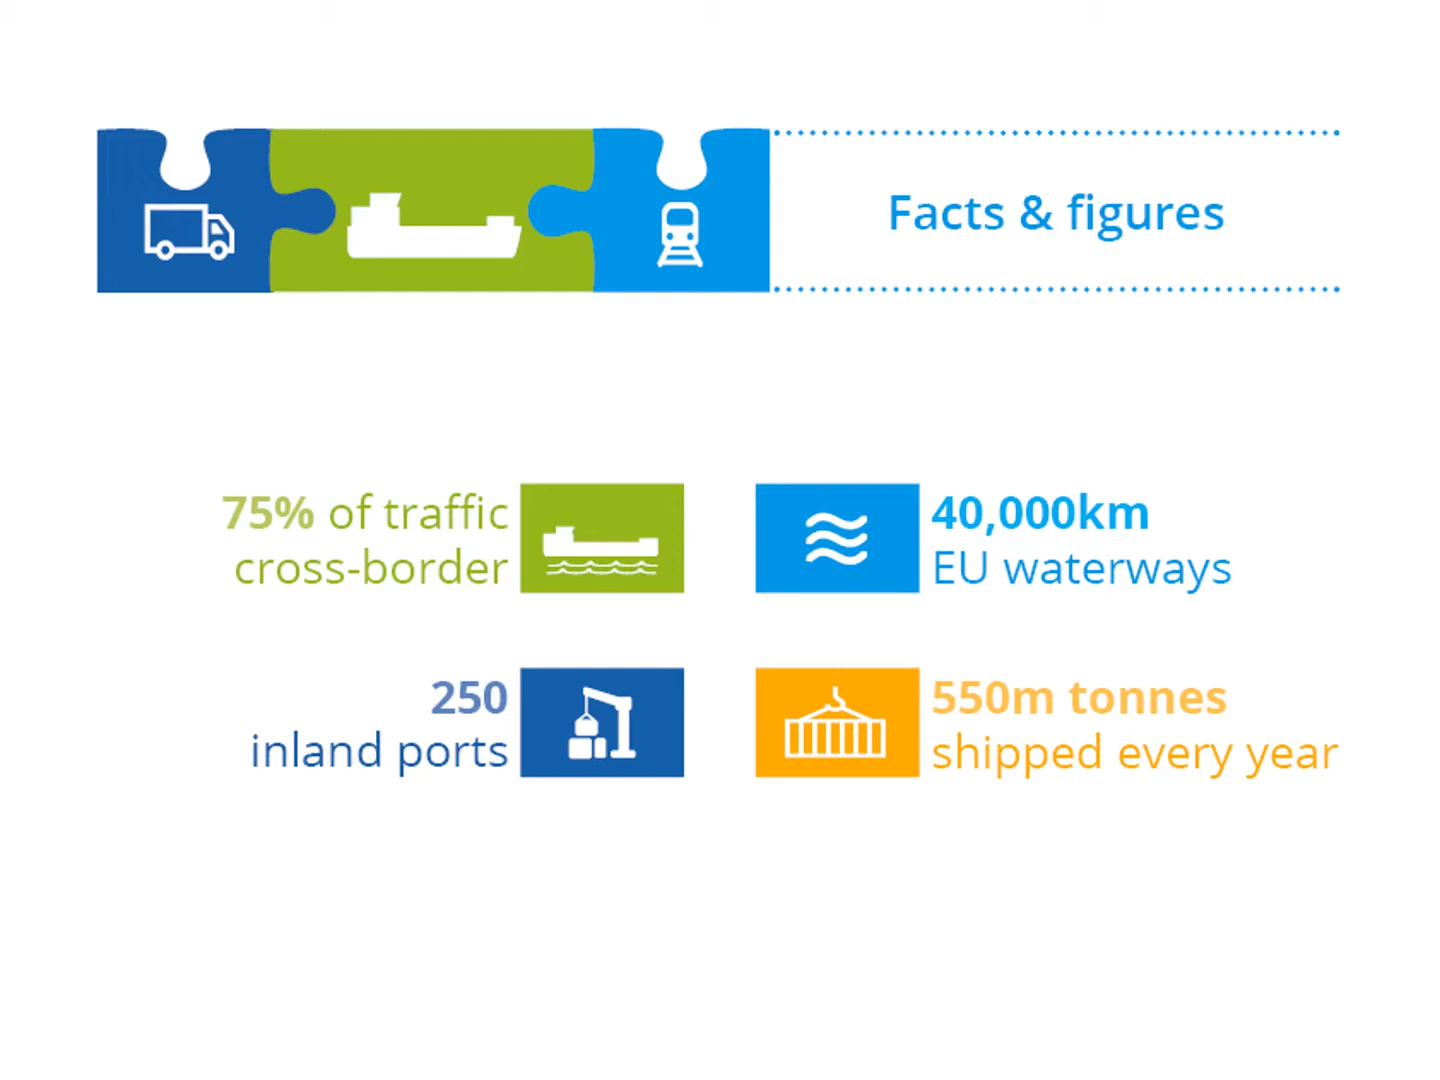 Facts & figures
75% of traffic
cross-border
40,000km
EU waterways
250
inland ports
550m tonnes
shipped every year